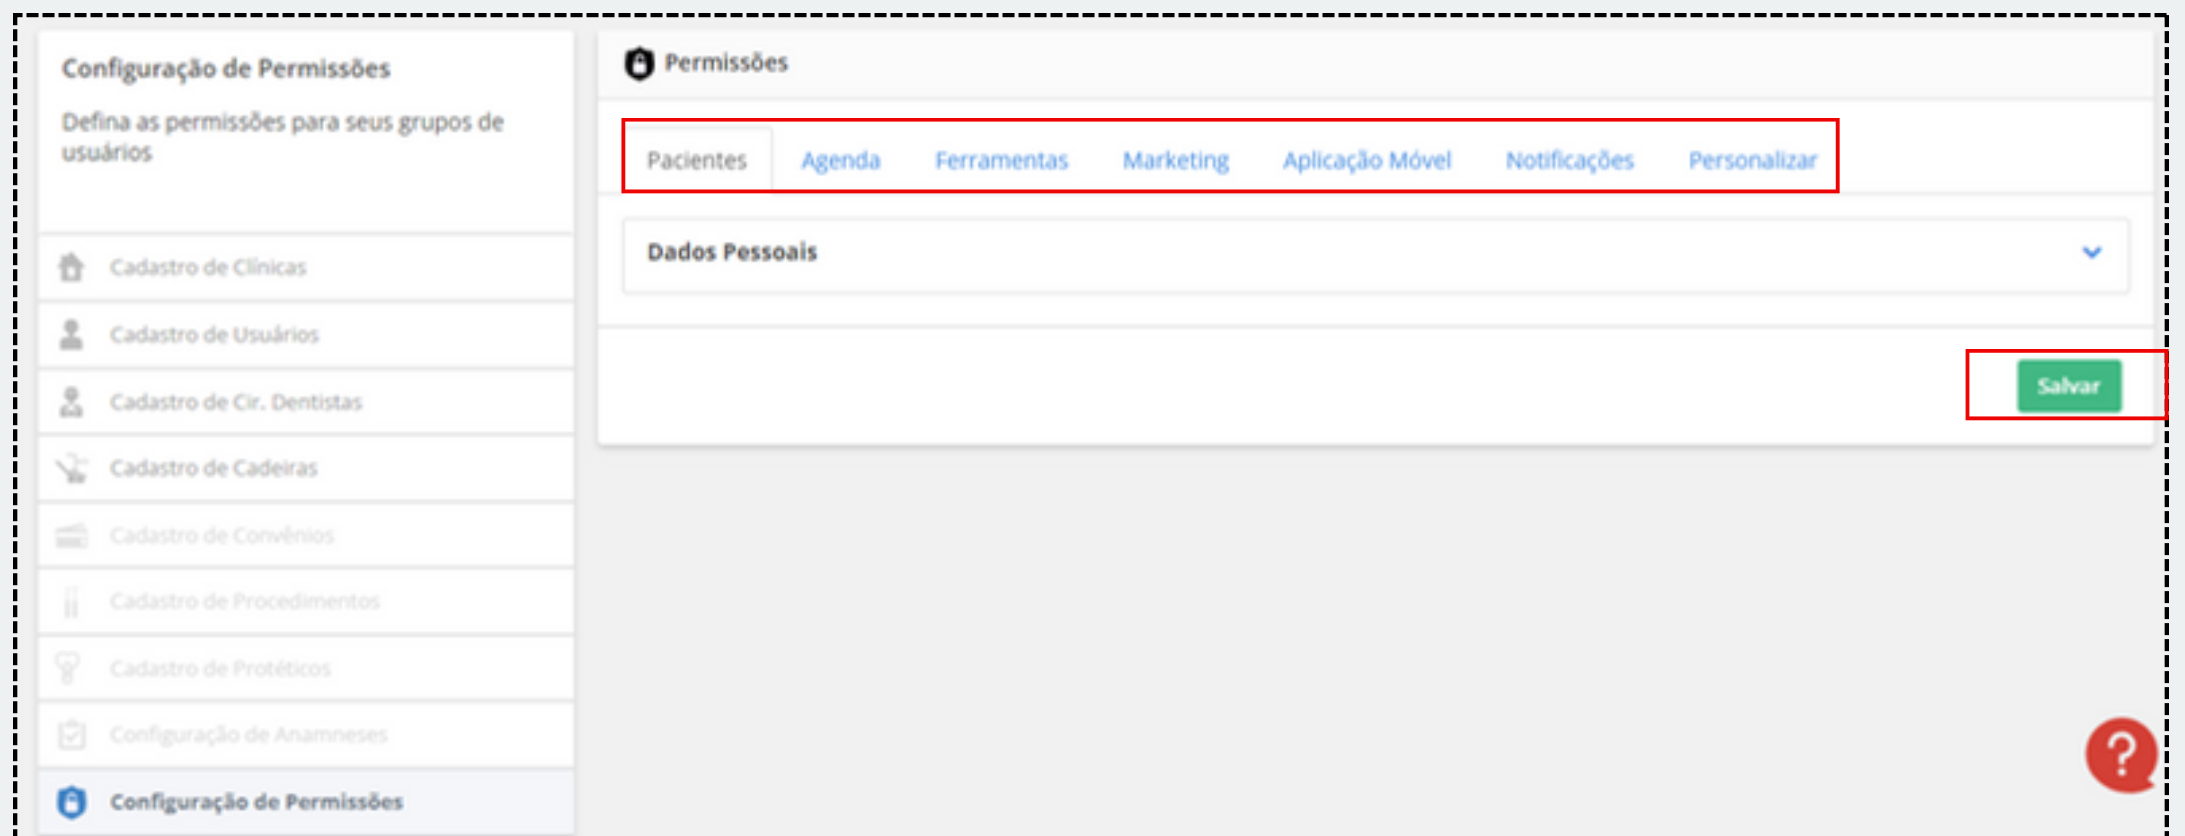 Configuração de Permissões
Defina as permissões para seus grupos de
usuários
Cadastro de Clínicas
Cadastro de Usuários
Cadastro de Cir. Dentistas
Cadastro de Cadeiras
Cadastro de Convênios
Cadastro de Procedimentos
Cadastro de Protéticos
Configuração de Anamneses
Configuração de Permissões
Permissões
Pacientes Agenda Ferramentas Marketing Aplicação Móvel Notificações Personalizar
Dados Pessoais
Salvar
?